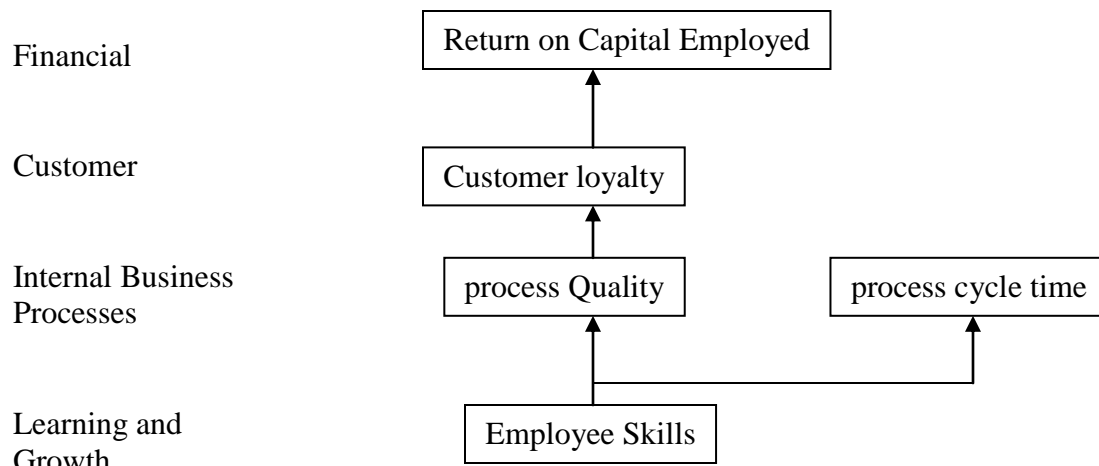 Financial
Return on Capital Employed
Customer
Customer loyalty
Internal Business
Processes
process Quality
process cycle time
Learning and
Growth
Employee Skills